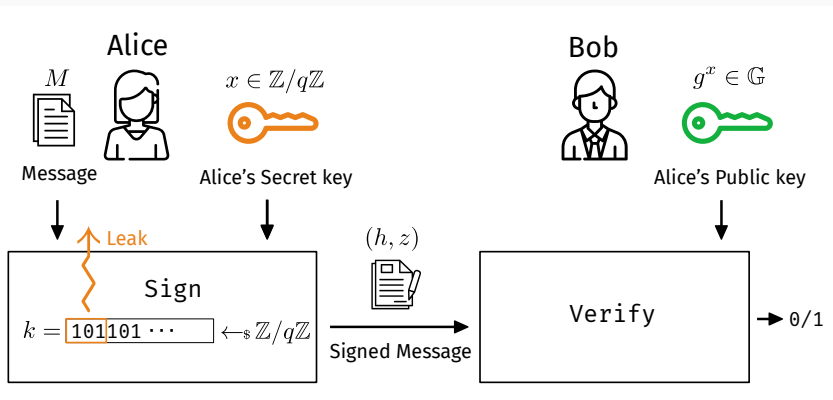 Alice
Bob
M
x ∈ ℤ/qℤ
g^x ∈ 𝔾
Message
Alice's Secret key
Alice's Public key
Leak
(h, z)
Sign
Verify
k = 101101 ··· ←$ ℤ/qℤ
0/1
Signed Message